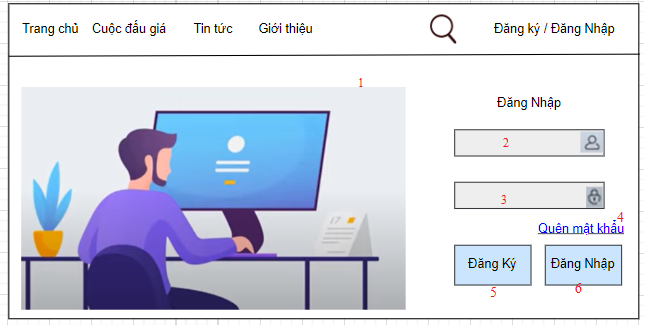 Trang chủ Cuộc đấu giá Tin tức Giới thiệu Đăng ký / Đăng Nhập
1
Đăng Nhập
2
17
3
4
Quên mật khẩu
Đăng Ký Đăng Nhập
5 6